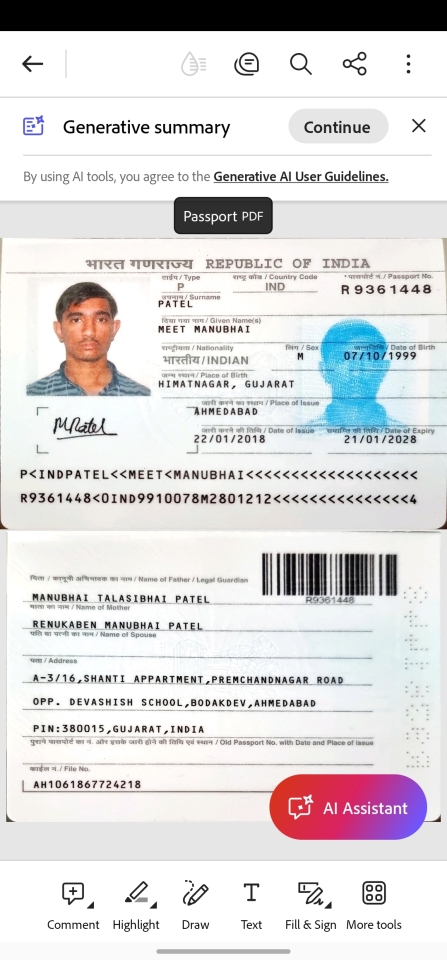 Generative summary
Continue
By using AI tools, you agree to the Generative AI User Guidelines.
Passport PDF
भारत गणराज्य REPUBLIC OF INDIA
टाईप / Type
राष्ट्र कोड / Country Code
पासपोर्ट नं. / Passport No.
P
IND
R9361448
उपनाम / Surname
PATEL
दिया गया नाम / Given Name(s)
MEET MANUBHAI
राष्ट्रीयता / Nationality
लिंग / Sex
जन्मतिथि / Date of Birth
भारतीय / INDIAN
M
07/10/1999
जन्म स्थान / Place of Birth
HIMATNAGAR, GUJARAT
जारी करने का स्थान / Place of Issue
AHMEDABAD
जारी करने की तिथि / Date of Issue
समाप्ति की तिथि / Date of Expiry
22/01/2018
21/01/2028
MPatel
P<INDPATEL<<MEET<MANUBHAI<<<<<<<<<<<<<<<<<<<
R9361448<0IND9910078M2801212<<<<<<<<<<<<<<<4
पिता / कानूनी अभिभावक का नाम / Name of Father / Legal Guardian
MANUBHAI TALASIBHAI PATEL
R9361448
माता का नाम / Name of Mother
RENUKABEN MANUBHAI PATEL
पति या पत्नी का नाम / Name of Spouse
पता / Address
A-3/16,SHANTI APPARTMENT,PREMCHANDNAGAR ROAD
OPP. DEVASHISH SCHOOL,BODAKDEV,AHMEDABAD
PIN:380015,GUJARAT,INDIA
पुराने पासपोर्ट का नं. और इसके जारी होने की तिथि एवं स्थान / Old Passport No. with Date and Place of Issue
फाईल नं. / File No.
AH1061867724218
AI Assistant
Comment
Highlight
Draw
Text
Fill & Sign
More tools